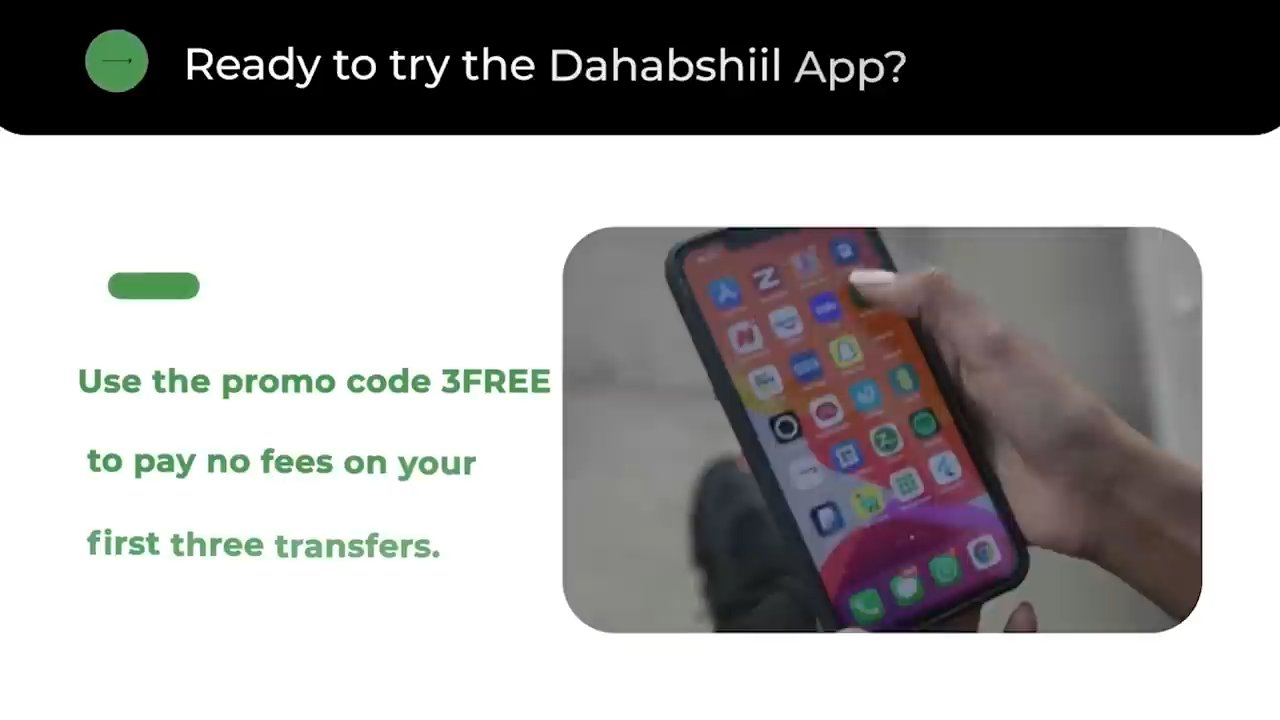 Ready to try the Dahabshiil App?
Use the promo code 3FREE
to pay no fees on your
first three transfers.